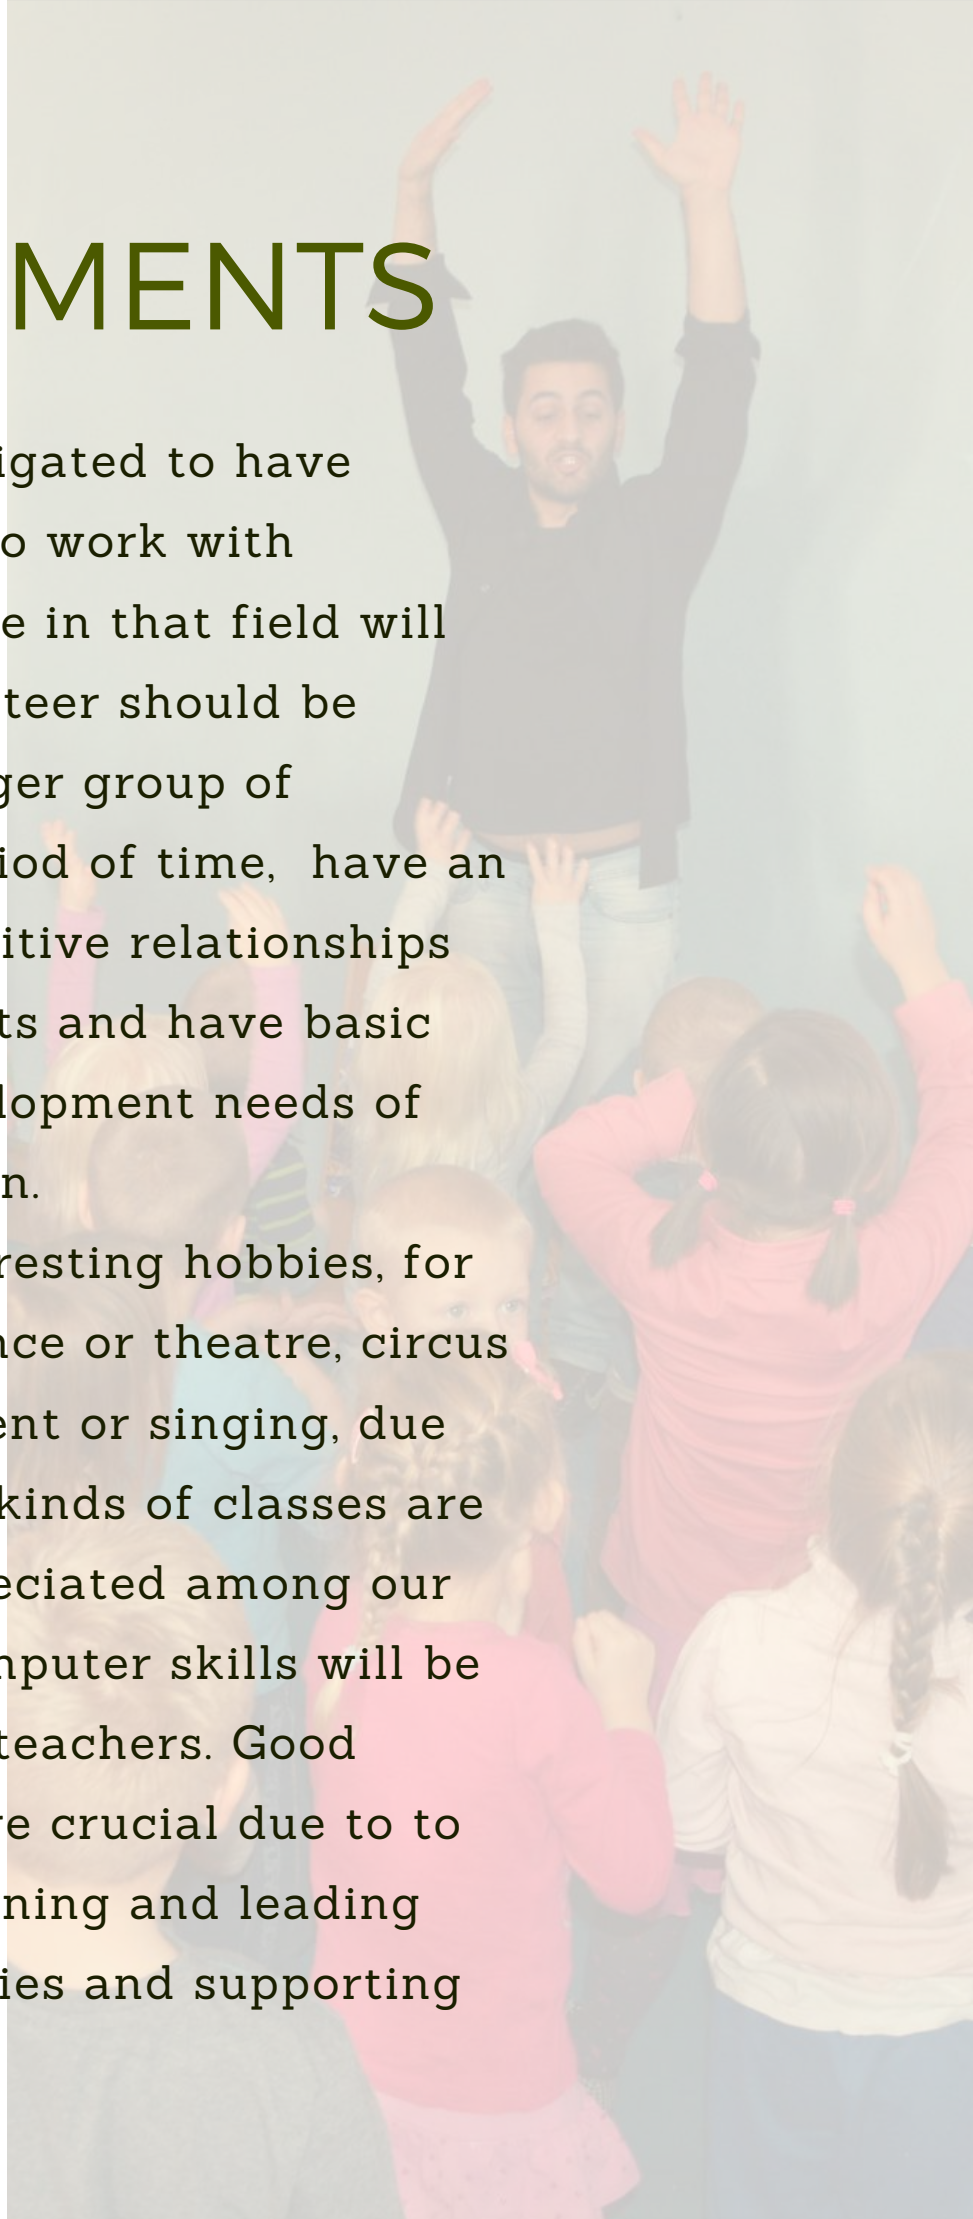 MENTS
igated to have
o work with
e in that field will
teer should be
ger group of
iod of time,  have an
itive relationships
ts and have basic
lopment needs of
n.
resting hobbies, for
nce or theatre, circus
ent or singing, due
kinds of classes are
eciated among our
mputer skills will be
teachers. Good
re crucial due to to
ning and leading
ies and supporting